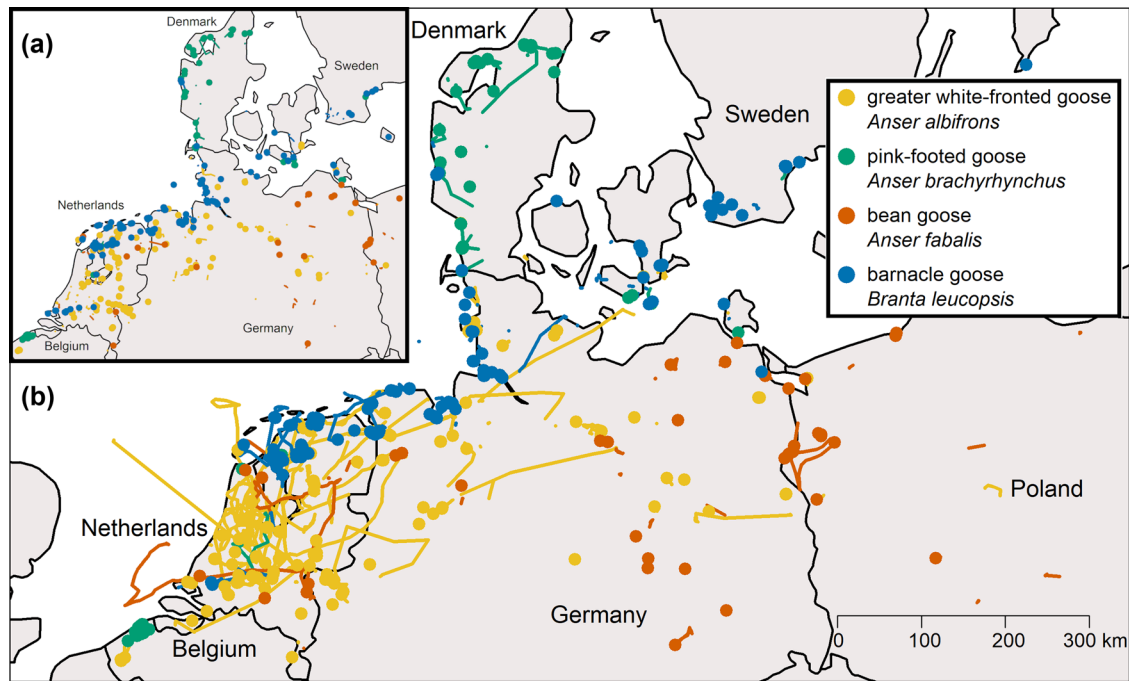 (a)
Denmark
Sweden
Netherlands
Germany
Belgium
(b)
Denmark
Sweden
Netherlands
Belgium
Germany
Poland
greater white-fronted goose
Anser albifrons
pink-footed goose
Anser brachyrhynchus
bean goose
Anser fabalis
barnacle goose
Branta leucopsis
0 100 200 300 km